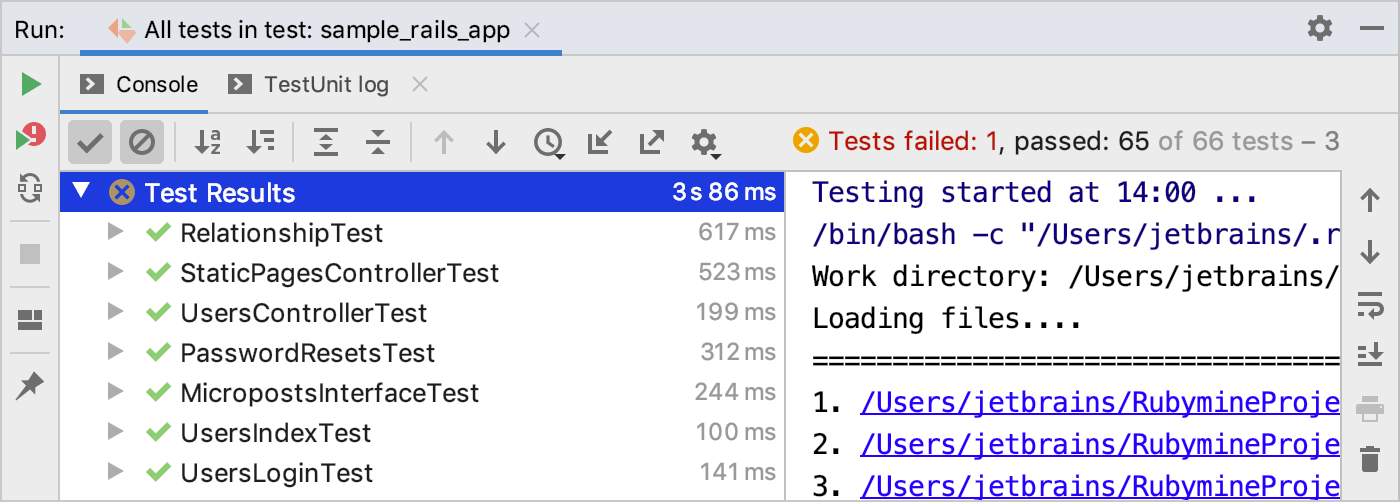 Run: All tests in test: sample_rails_app
Console TestUnit log
Tests failed: 1, passed: 65 of 66 tests – 3
Test Results 3 s 86 ms
RelationshipTest 617 ms
StaticPagesControllerTest 523 ms
UsersControllerTest 199 ms
PasswordResetsTest 312 ms
MicropostsInterfaceTest 244 ms
UsersIndexTest 100 ms
UsersLoginTest 141 ms
Testing started at 14:00 ...
/bin/bash -c "/Users/jetbrains/.r
Work directory: /Users/jetbrains/
Loading files....
=================================
1. /Users/jetbrains/RubymineProje
2. /Users/jetbrains/RubymineProje
3. /Users/jetbrains/RubymineProje